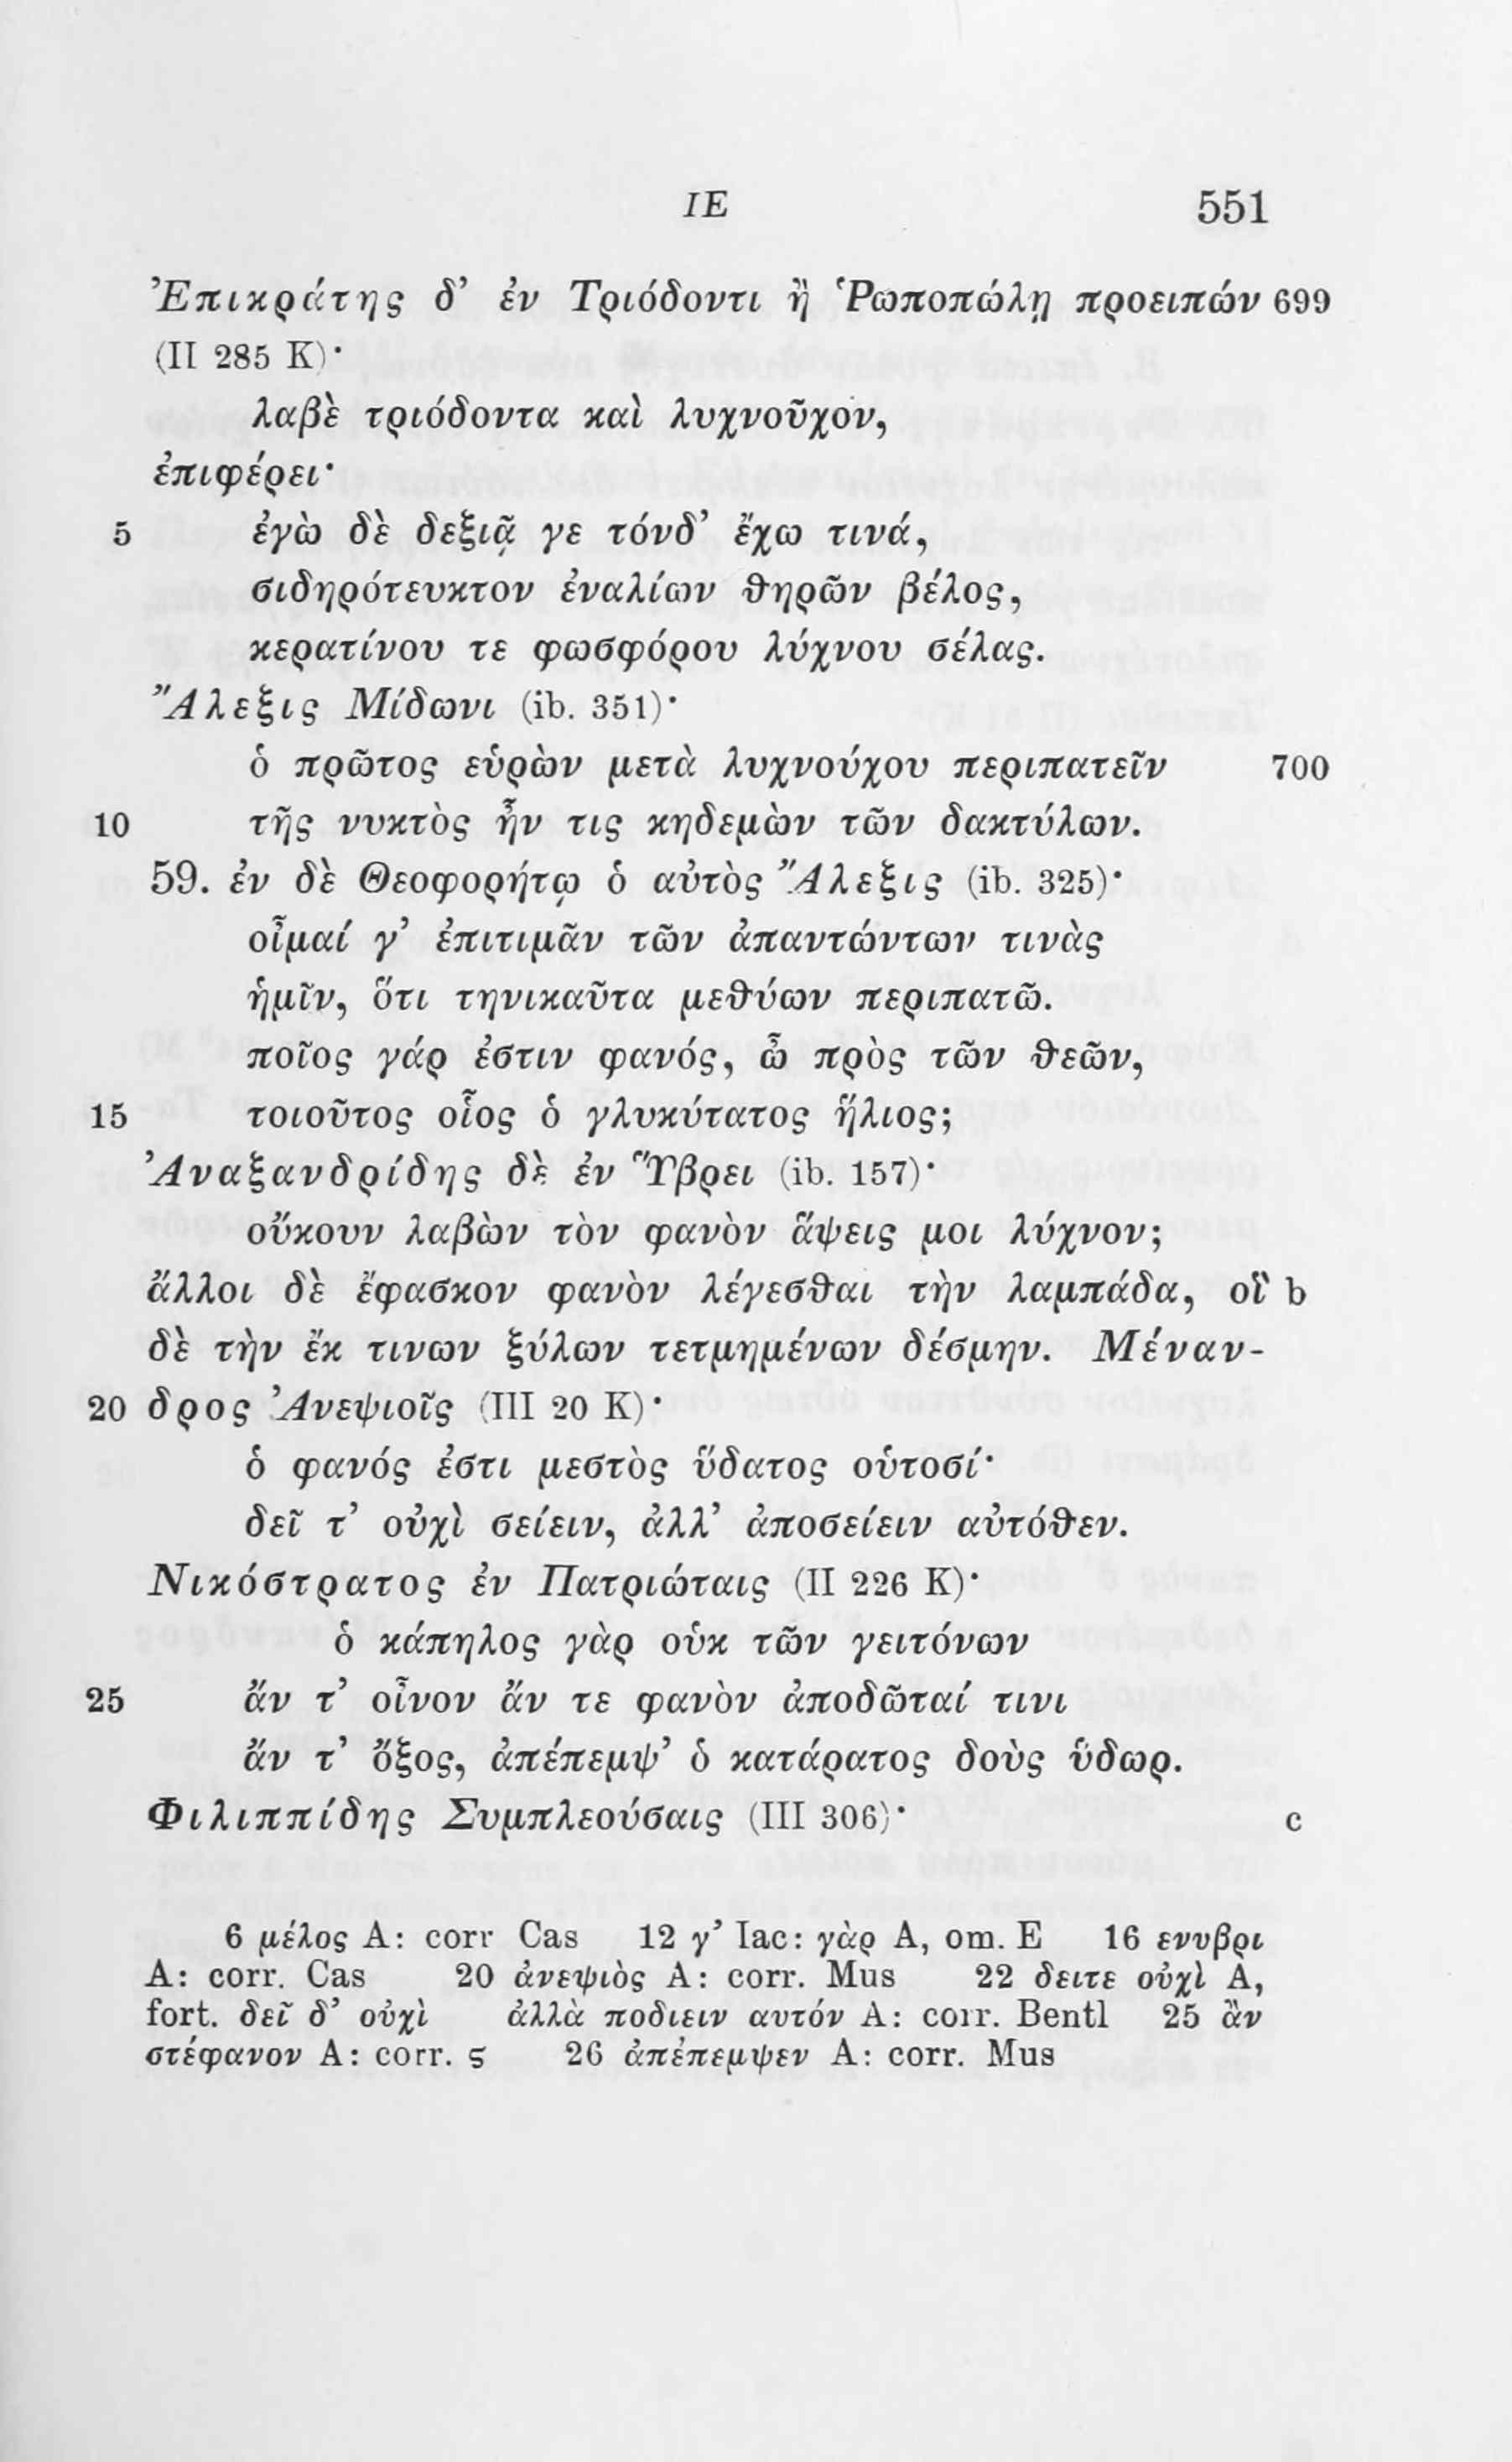 ΙΕ 551
Ἐπικράτης δ’ ἐν Τριόδοντι ἢ Ῥωποπώλῃ προειπών 699
(II 285 K)·
λαβὲ τριόδοντα καὶ λυχνοῦχον,
ἐπιφέρει·
5 ἐγὼ δὲ δεξιᾷ γε τόνδ’ ἔχω τινά,
σιδηρότευκτον ἐναλίων θηρῶν βέλος,
κερατίνου τε φωσφόρου λύχνου σέλας.
Ἄλεξις Μίδωνι (ib. 351)·
ὁ πρῶτος εὑρὼν μετὰ λυχνούχου περιπατεῖν 700
10 τῆς νυκτὸς ἦν τις κηδεμὼν τῶν δακτύλων.
59. ἐν δὲ Θεοφορήτῳ ὁ αὐτὸς Ἄλεξις (ib. 325)·
οἶμαί γ’ ἐπιτιμᾶν τῶν ἀπαντώντων τινὰς
ἡμῖν, ὅτι τηνικαῦτα μεθύων περιπατῶ.
ποῖος γάρ ἐστιν φανός, ὦ πρὸς τῶν θεῶν,
15 τοιοῦτος οἷος ὁ γλυκύτατος ἥλιος;
Ἀναξανδρίδης δὲ ἐν Ὕβρει (ib. 157)·
οὔκουν λαβὼν τὸν φανὸν ἅψεις μοι λύχνον;
ἄλλοι δὲ ἔφασκον φανὸν λέγεσθαι τὴν λαμπάδα, οἳ b
δὲ τὴν ἔκ τινων ξύλων τετμημένων δέσμην. Μέναν-
20 δρος Ἀνεψιοῖς (III 20 K)·
ὁ φανός ἐστι μεστὸς ὕδατος οὑτοσί·
δεῖ τ’ οὐχὶ σείειν, ἀλλ’ ἀποσείειν αὐτόθεν.
Νικόστρατος ἐν Πατριώταις (II 226 K)·
ὁ κάπηλος γὰρ οὑκ τῶν γειτόνων
25 ἄν τ’ οἶνον ἄν τε φανὸν ἀποδῶταί τινι
ἄν τ’ ὄξος, ἀπέπεμψ’ ὁ κατάρατος δοὺς ὕδωρ.
Φιλιππίδης Συμπλεούσαις (III 306)· c
6 μέλος A: corr Cas 12 γ’ Iac: γὰρ A, om. E 16 ενυβρι
A: corr. Cas 20 ἀνεψιὸς A: corr. Mus 22 δειτε οὐχὶ A,
fort. δεῖ δ’ οὐχὶ ἀλλὰ ποδιειν αυτόν A: corr. Bentl 25 ἂν
στέφανον A: corr. ς 26 ἀπέπεμψεν A: corr. Mus